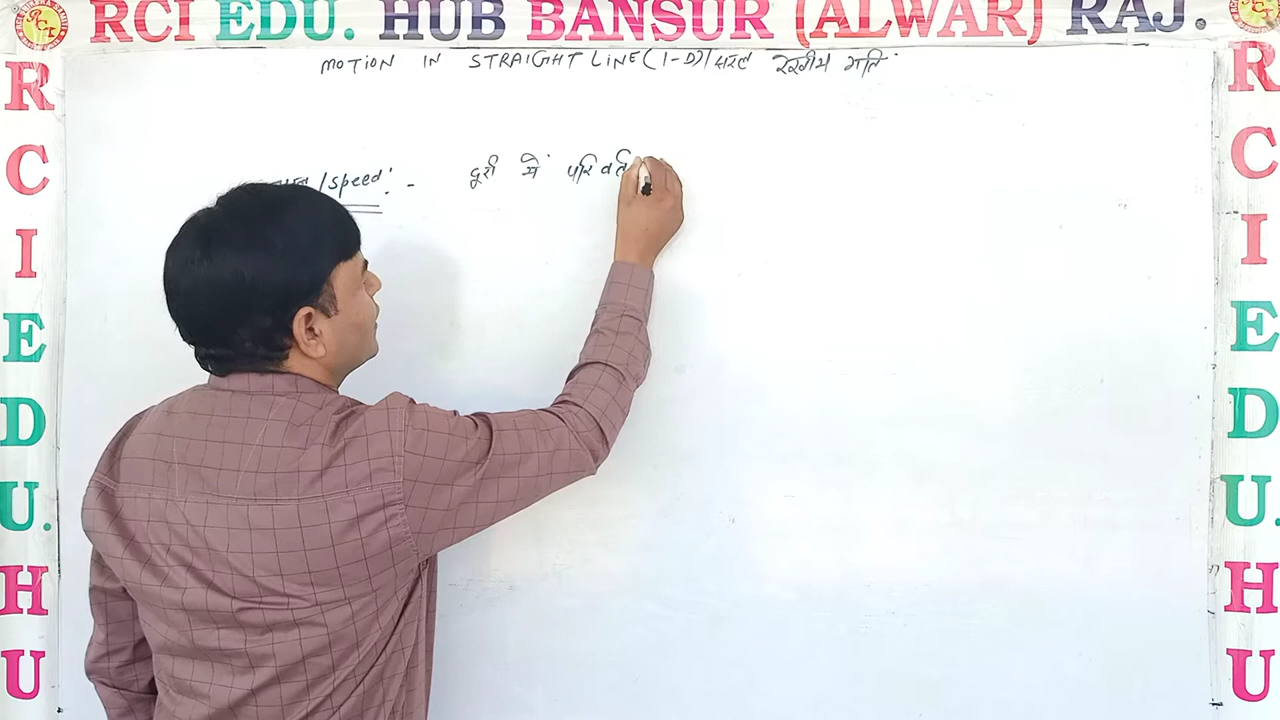 RCI EDU. HUB BANSUR (ALWAR) RAJ.
MOTION IN STRAIGHT LINE (1-D) / सरल रेखीय गति
/speed :- दूरी में परिवर्त
R C I E D U. H U
R C I E D U. H U